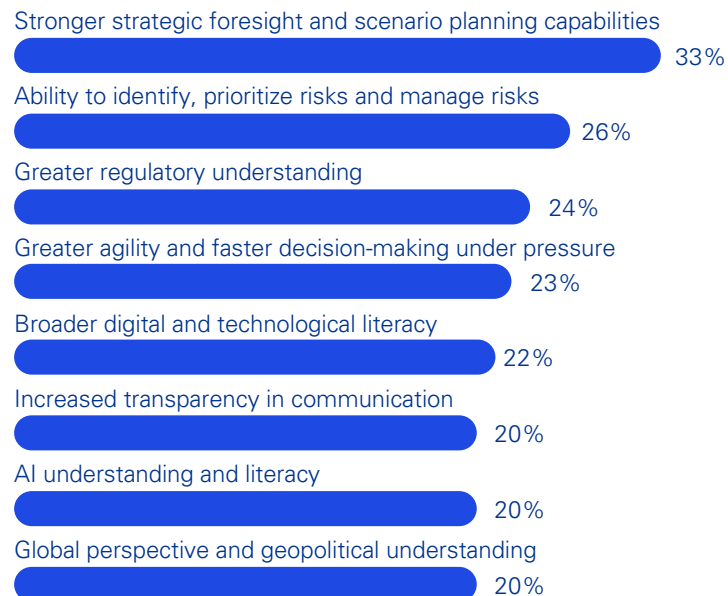 Stronger strategic foresight and scenario planning capabilities
33%
Ability to identify, prioritize risks and manage risks
26%
Greater regulatory understanding
24%
Greater agility and faster decision-making under pressure
23%
Broader digital and technological literacy
22%
Increased transparency in communication
20%
AI understanding and literacy
20%
Global perspective and geopolitical understanding
20%